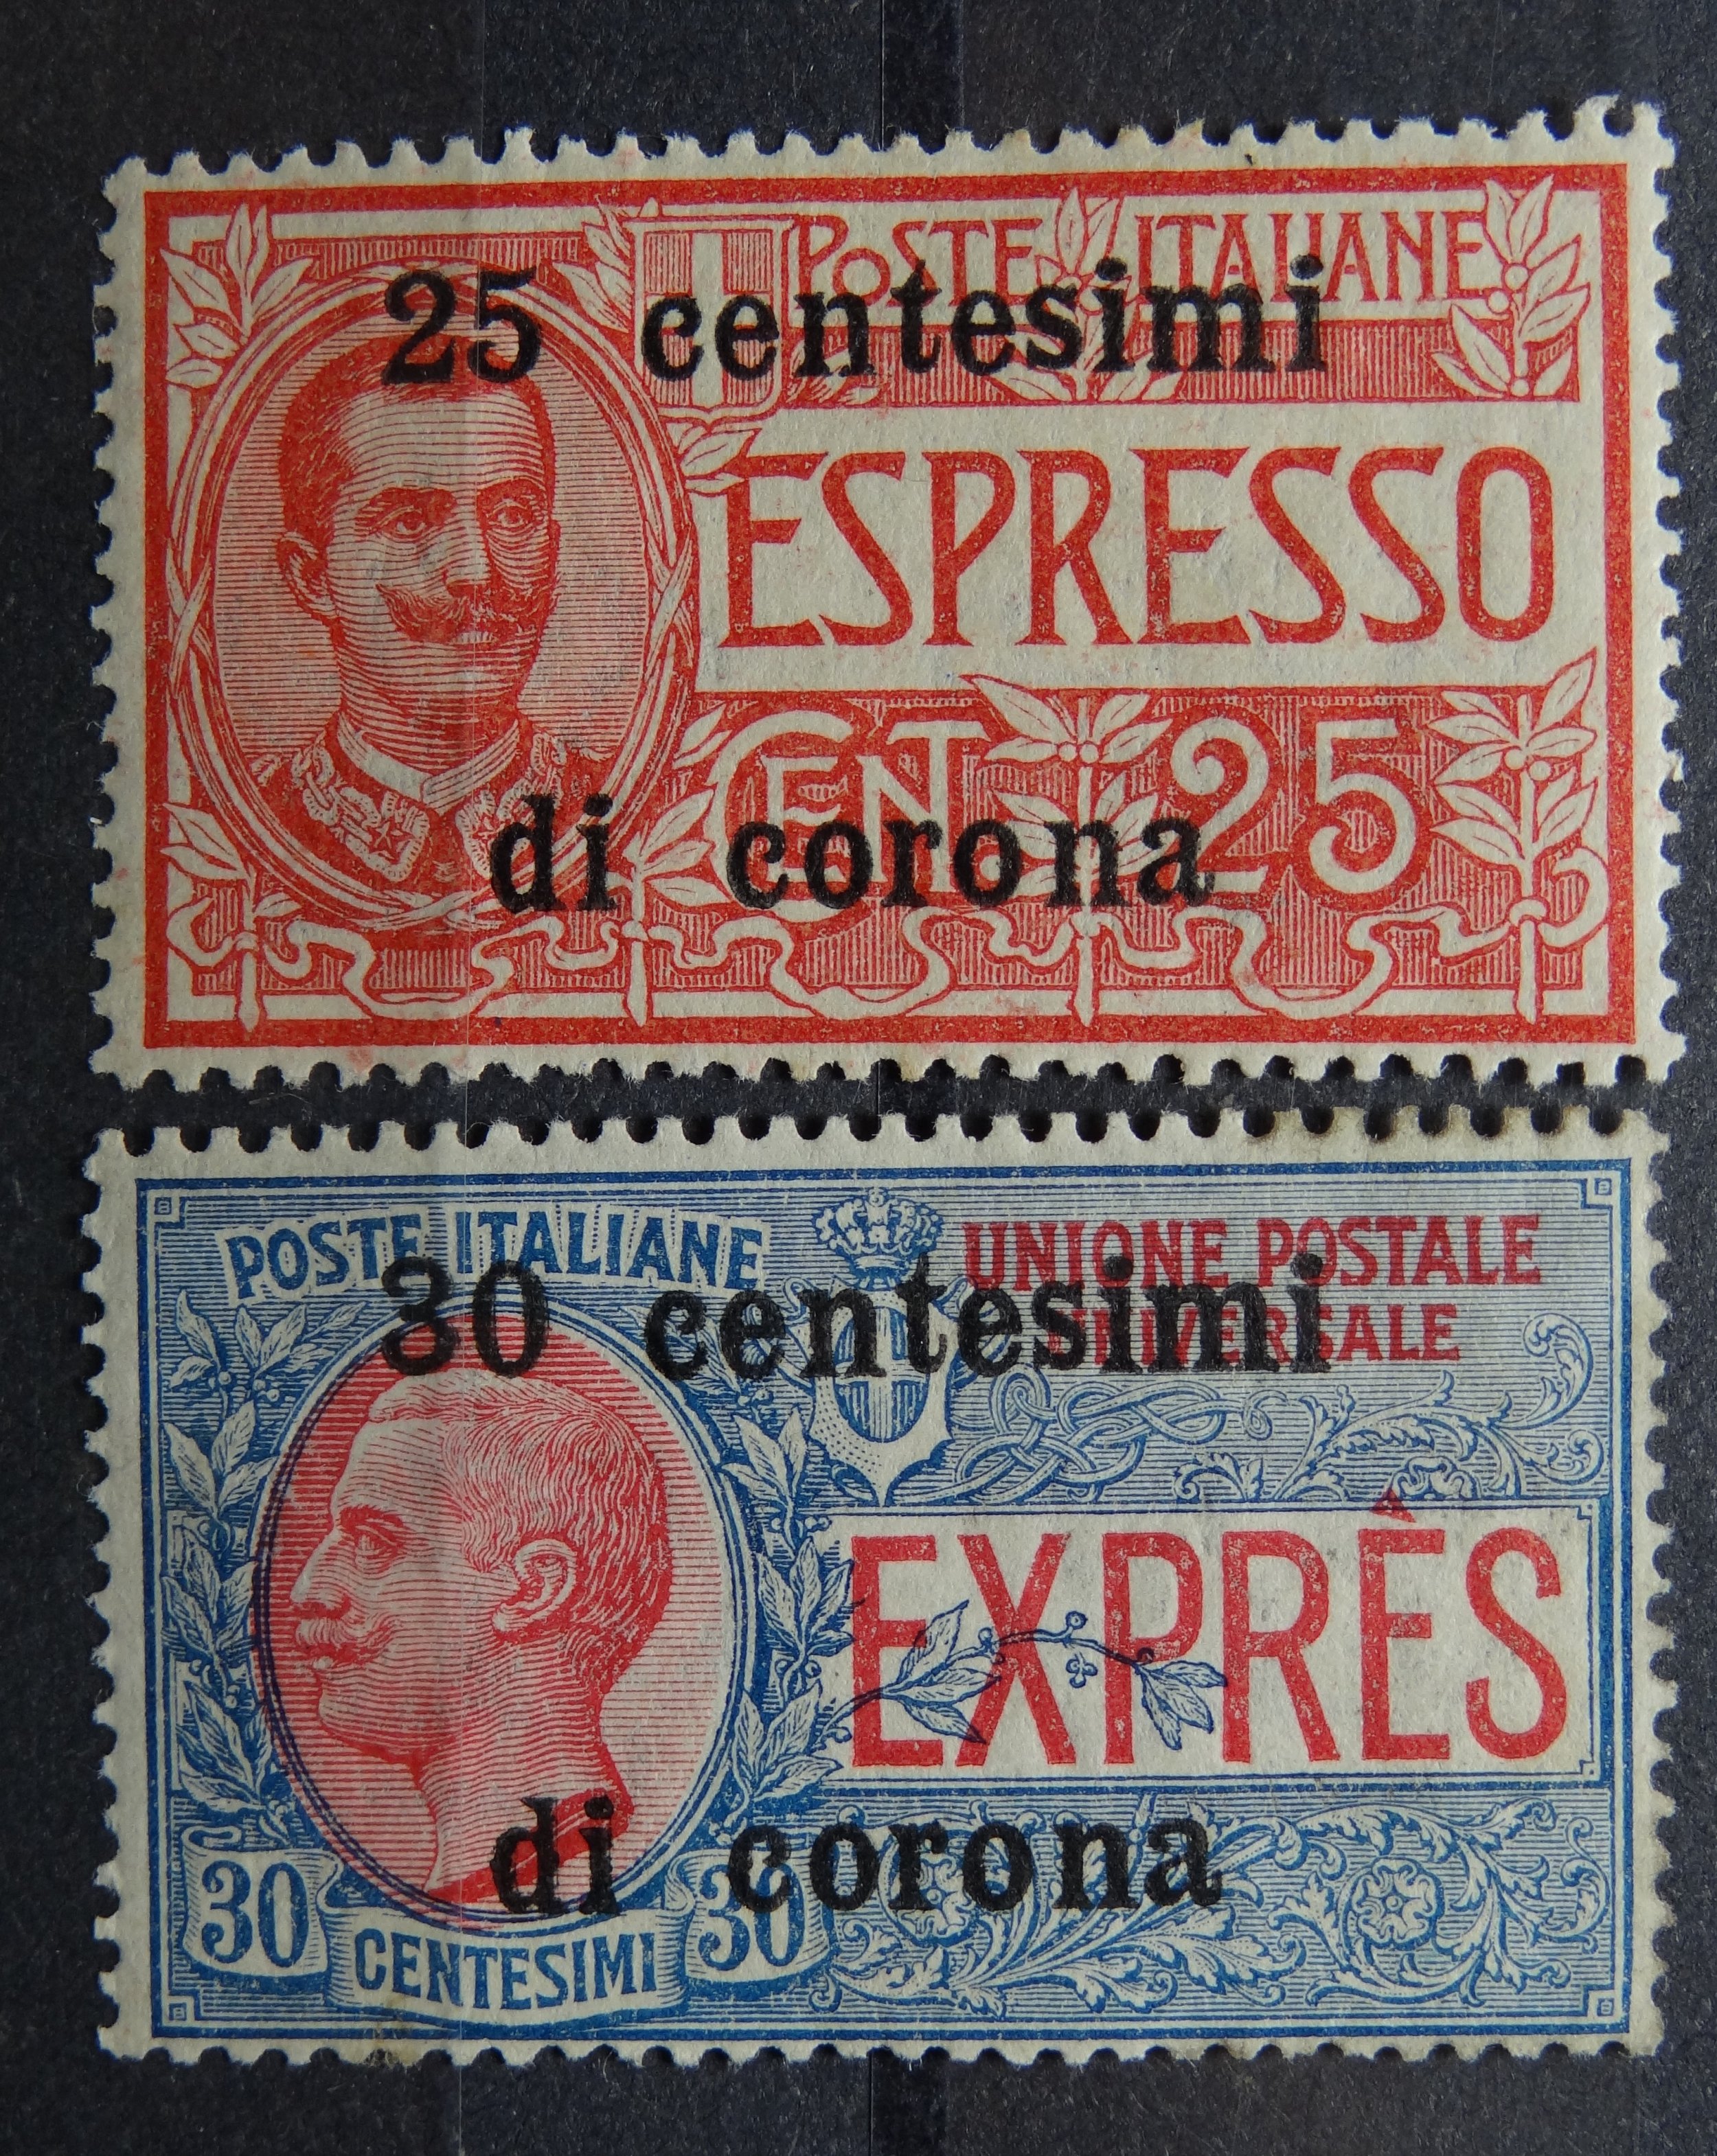 POSTE ITALIANE
25 centesimi
ESPRESSO
CENT 25
di corona
POSTE ITALIANE
UNIONE POSTALE
UNIVERSALE
30 centesimi
EXPRÈS
di corona
30 CENTESIMI 30